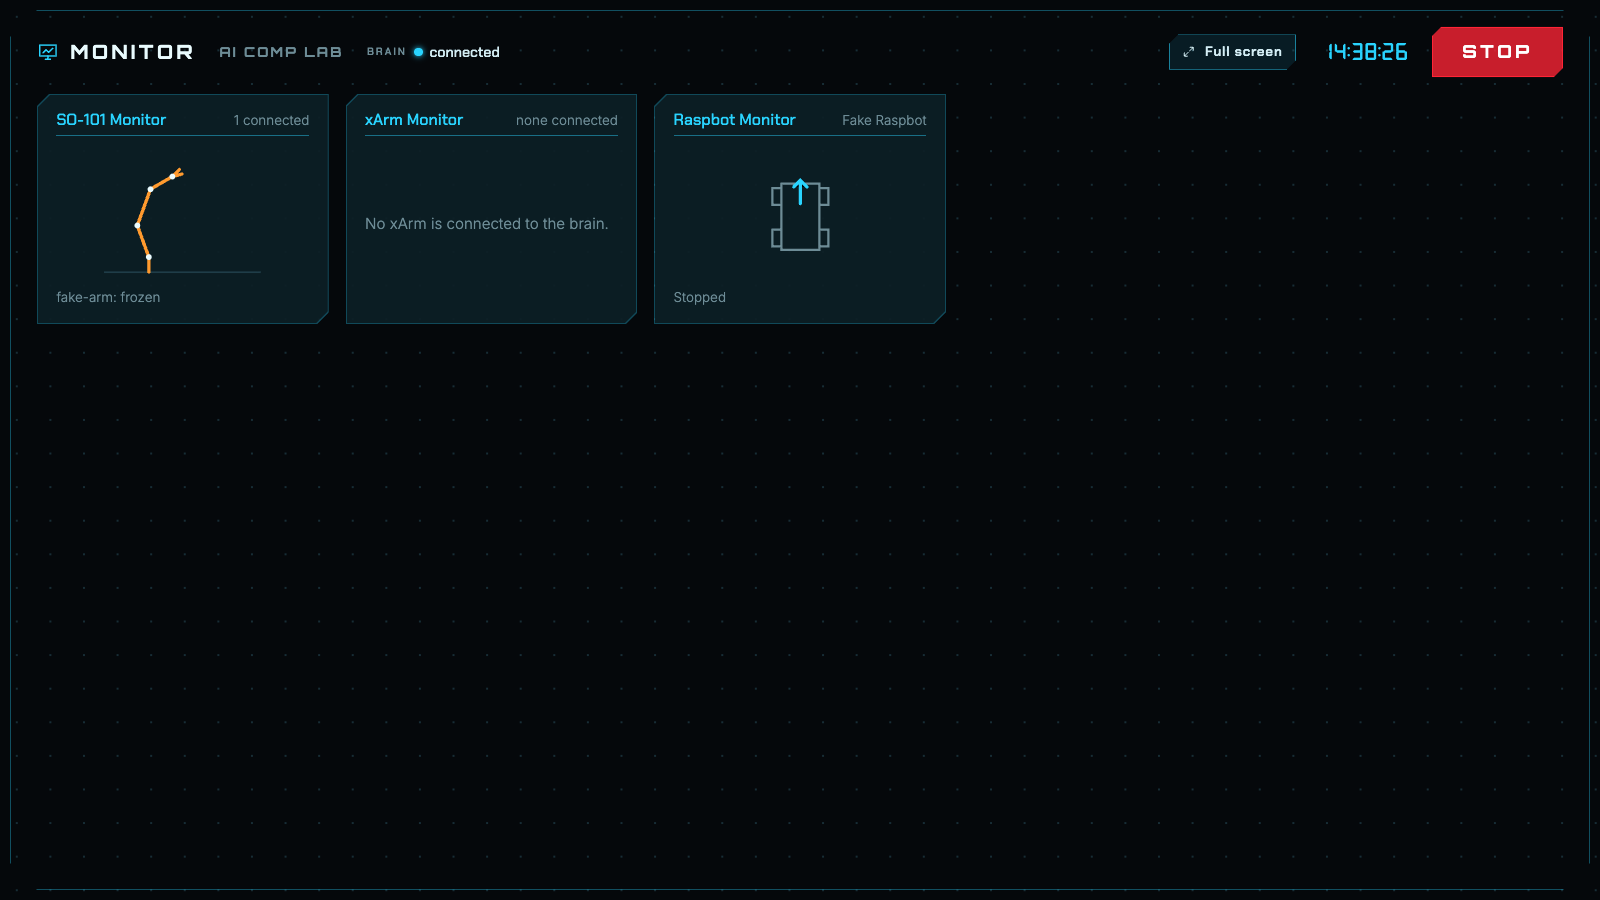 MONITOR AI COMP LAB BRAIN connected Full screen 14:38:26 STOP
SO-101 Monitor 1 connected
fake-arm: frozen
xArm Monitor none connected
No xArm is connected to the brain.
Raspbot Monitor Fake Raspbot
Stopped